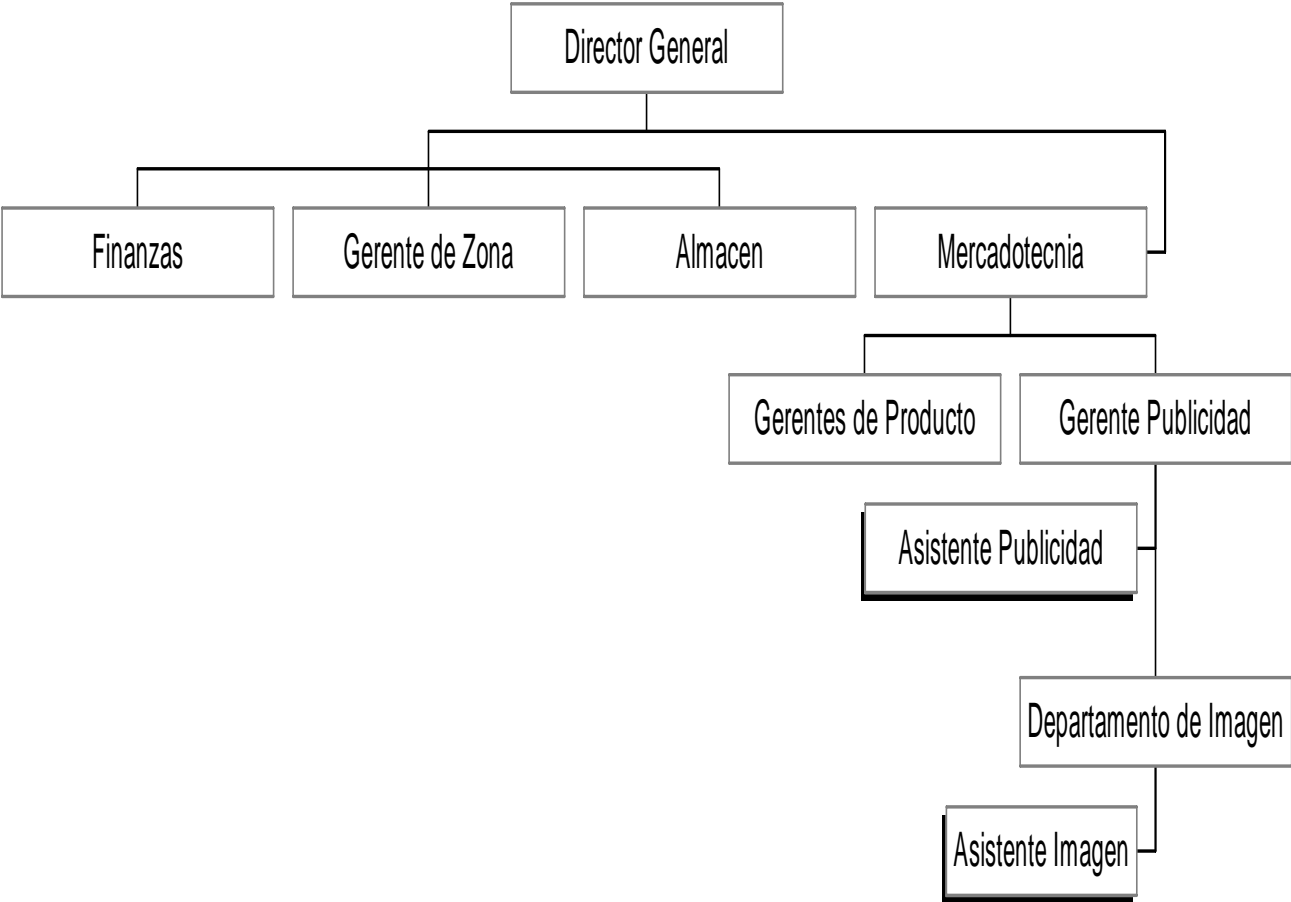 Director General
Finanzas
Gerente de Zona
Almacen
Mercadotecnia
Gerentes de Producto
Gerente Publicidad
Asistente Publicidad
Departamento de Imagen
Asistente Imagen